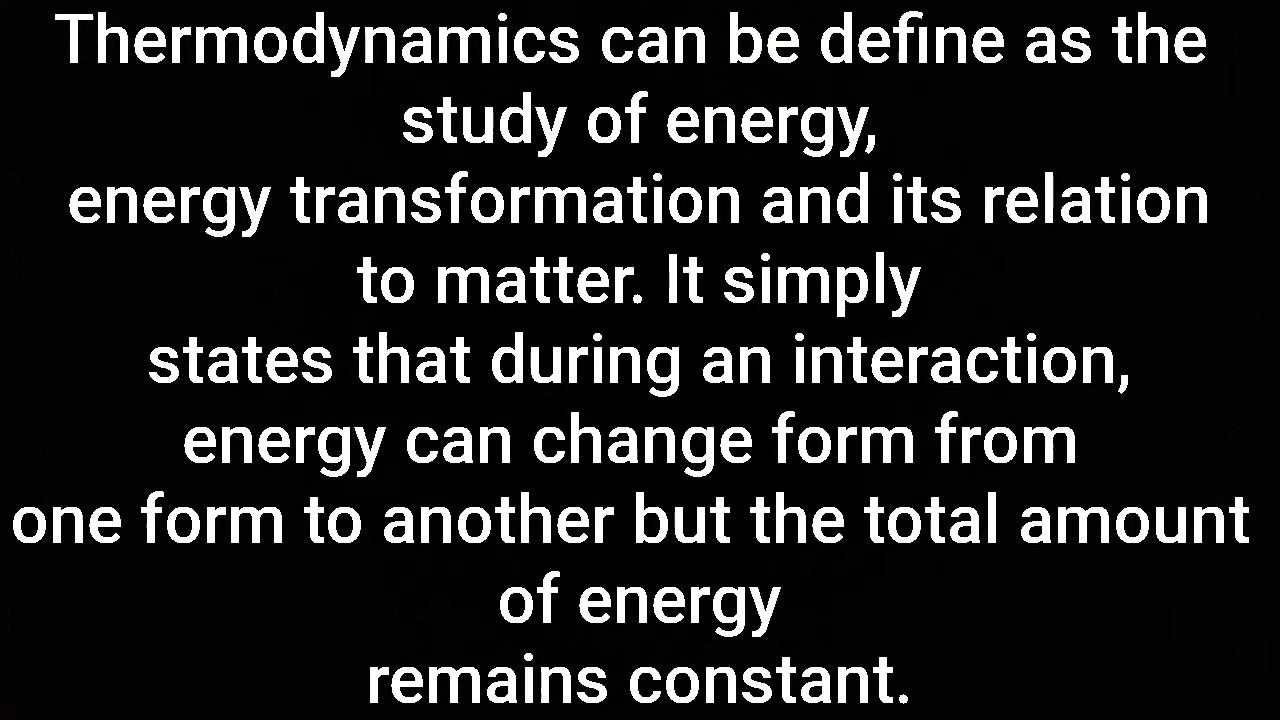 Thermodynamics can be define as the
study of energy,
energy transformation and its relation
to matter. It simply
states that during an interaction,
energy can change form from
one form to another but the total amount
of energy
remains constant.